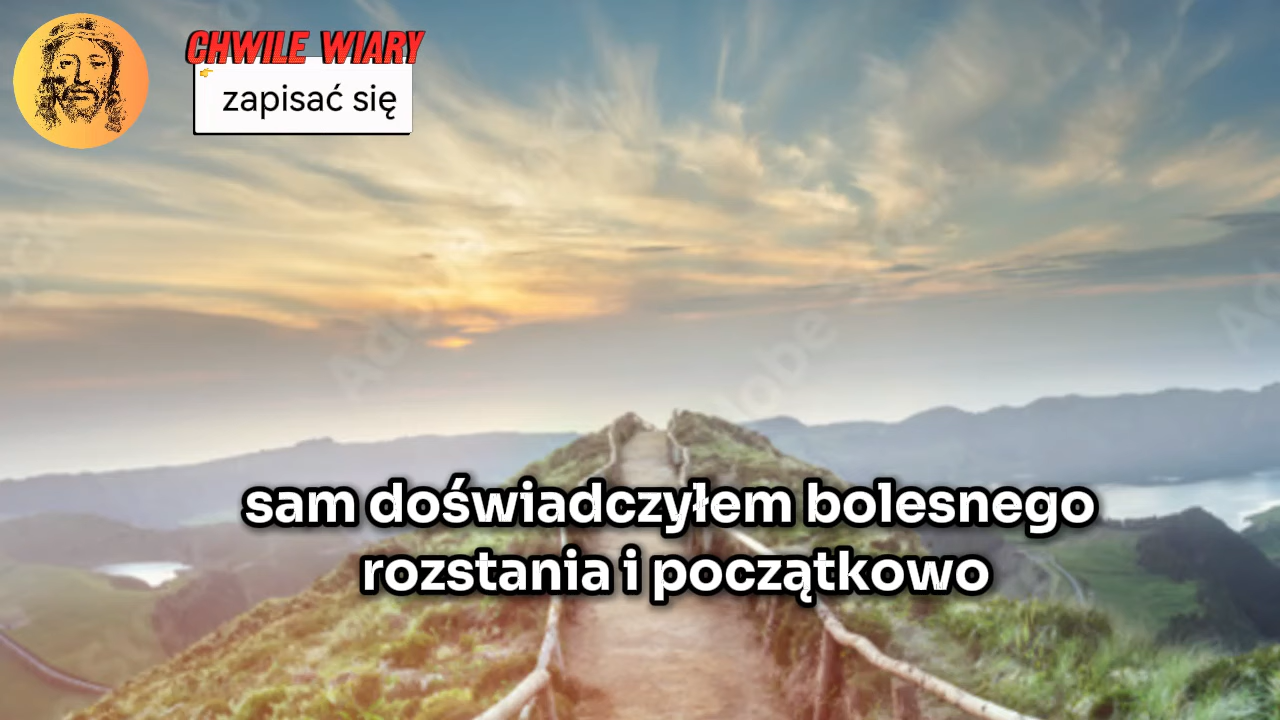 CHWILE WIARY
zapisać się
sam doświadczyłem bolesnego
rozstania i początkowo